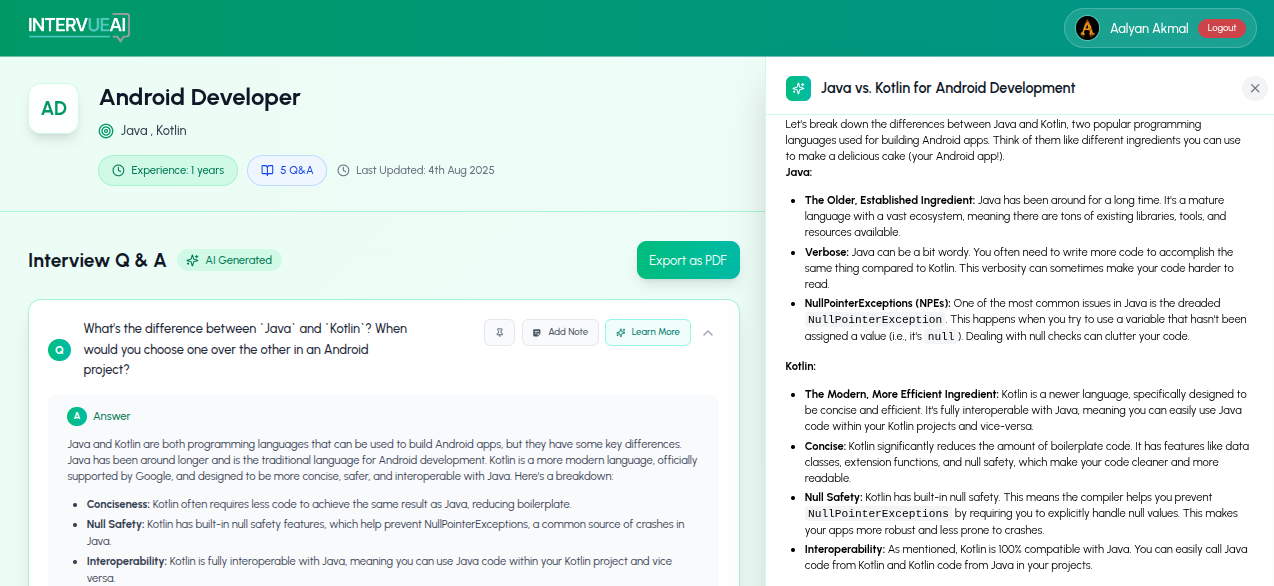 INTERVUEAI
Aalyan Akmal
Logout
AD
Android Developer
Java , Kotlin
Experience: 1 years
5 Q&A
Last Updated: 4th Aug 2025
Interview Q & A
AI Generated
Export as PDF
Q
What's the difference between `Java` and `Kotlin`? When
would you choose one over the other in an Android
project?
Add Note
Learn More
A
Answer
Java and Kotlin are both programming languages that can be used to build Android apps, but they have some key differences.
Java has been around longer and is the traditional language for Android development. Kotlin is a more modern language, officially
supported by Google, and designed to be more concise, safer, and interoperable with Java. Here's a breakdown:
• Conciseness: Kotlin often requires less code to achieve the same result as Java, reducing boilerplate.
• Null Safety: Kotlin has built-in null safety features, which help prevent NullPointerExceptions, a common source of crashes in
Java.
• Interoperability: Kotlin is fully interoperable with Java, meaning you can use Java code within your Kotlin project and vice
versa.
Java vs. Kotlin for Android Development
Let's break down the differences between Java and Kotlin, two popular programming
languages used for building Android apps. Think of them like different ingredients you can use
to make a delicious cake (your Android app!).
Java:
• The Older, Established Ingredient: Java has been around for a long time. It's a mature
language with a vast ecosystem, meaning there are tons of existing libraries, tools, and
resources available.
• Verbose: Java can be a bit wordy. You often need to write more code to accomplish the
same thing compared to Kotlin. This verbosity can sometimes make your code harder to
read.
• NullPointerExceptions (NPEs): One of the most common issues in Java is the dreaded
NullPointerException. This happens when you try to use a variable that hasn't been
assigned a value (i.e., it's null). Dealing with null checks can clutter your code.
Kotlin:
• The Modern, More Efficient Ingredient: Kotlin is a newer language, specifically designed to
be concise and efficient. It's fully interoperable with Java, meaning you can easily use Java
code within your Kotlin projects and vice-versa.
• Concise: Kotlin significantly reduces the amount of boilerplate code. It has features like data
classes, extension functions, and null safety, which make your code cleaner and more
readable.
• Null Safety: Kotlin has built-in null safety. This means the compiler helps you prevent
NullPointerExceptions by requiring you to explicitly handle null values. This makes
your apps more robust and less prone to crashes.
• Interoperability: As mentioned, Kotlin is 100% compatible with Java. You can easily call Java
code from Kotlin and Kotlin code from Java in your projects.